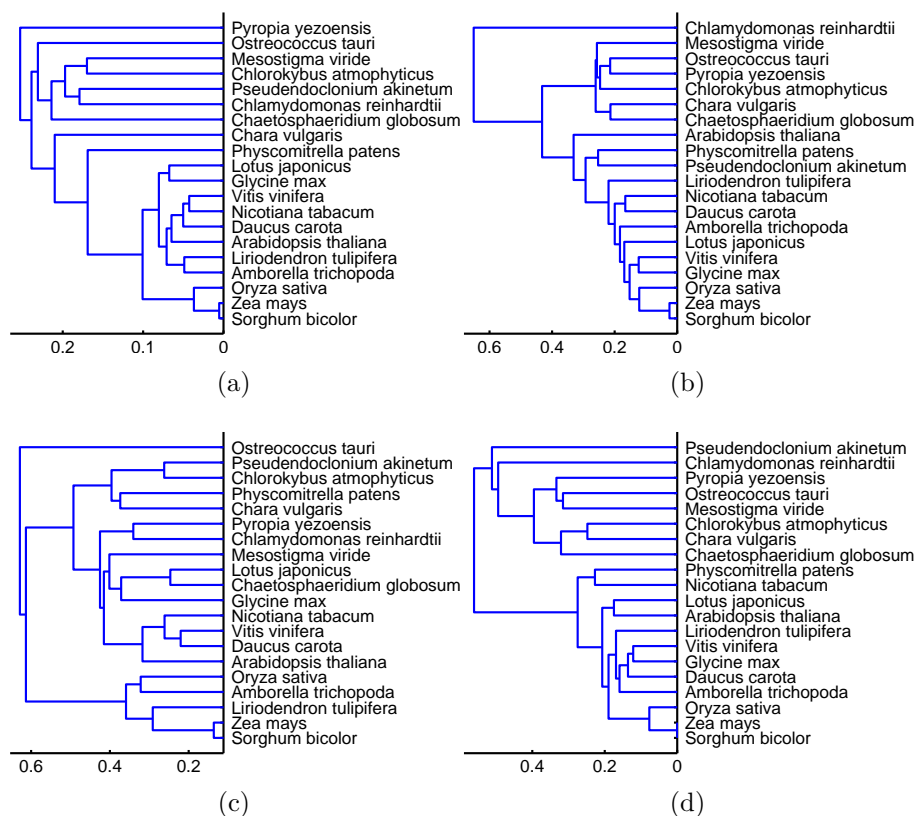 Pyropia yezoensis
Ostreococcus tauri
Mesostigma viride
Chlorokybus atmophyticus
Pseudendoclonium akinetum
Chlamydomonas reinhardtii
Chaetosphaeridium globosum
Chara vulgaris
Physcomitrella patens
Lotus japonicus
Glycine max
Vitis vinifera
Nicotiana tabacum
Daucus carota
Arabidopsis thaliana
Liriodendron tulipifera
Amborella trichopoda
Oryza sativa
Zea mays
Sorghum bicolor
0.2 0.1 0
(a)
Chlamydomonas reinhardtii
Mesostigma viride
Ostreococcus tauri
Pyropia yezoensis
Chlorokybus atmophyticus
Chara vulgaris
Chaetosphaeridium globosum
Arabidopsis thaliana
Physcomitrella patens
Pseudendoclonium akinetum
Liriodendron tulipifera
Nicotiana tabacum
Daucus carota
Amborella trichopoda
Lotus japonicus
Vitis vinifera
Glycine max
Oryza sativa
Zea mays
Sorghum bicolor
0.6 0.4 0.2 0
(b)
Ostreococcus tauri
Pseudendoclonium akinetum
Chlorokybus atmophyticus
Physcomitrella patens
Chara vulgaris
Pyropia yezoensis
Chlamydomonas reinhardtii
Mesostigma viride
Lotus japonicus
Chaetosphaeridium globosum
Glycine max
Nicotiana tabacum
Vitis vinifera
Daucus carota
Arabidopsis thaliana
Oryza sativa
Amborella trichopoda
Liriodendron tulipifera
Zea mays
Sorghum bicolor
0.6 0.4 0.2
(c)
Pseudendoclonium akinetum
Chlamydomonas reinhardtii
Pyropia yezoensis
Ostreococcus tauri
Mesostigma viride
Chlorokybus atmophyticus
Chara vulgaris
Chaetosphaeridium globosum
Physcomitrella patens
Nicotiana tabacum
Lotus japonicus
Arabidopsis thaliana
Liriodendron tulipifera
Vitis vinifera
Glycine max
Daucus carota
Amborella trichopoda
Oryza sativa
Zea mays
Sorghum bicolor
0.4 0.2 0
(d)